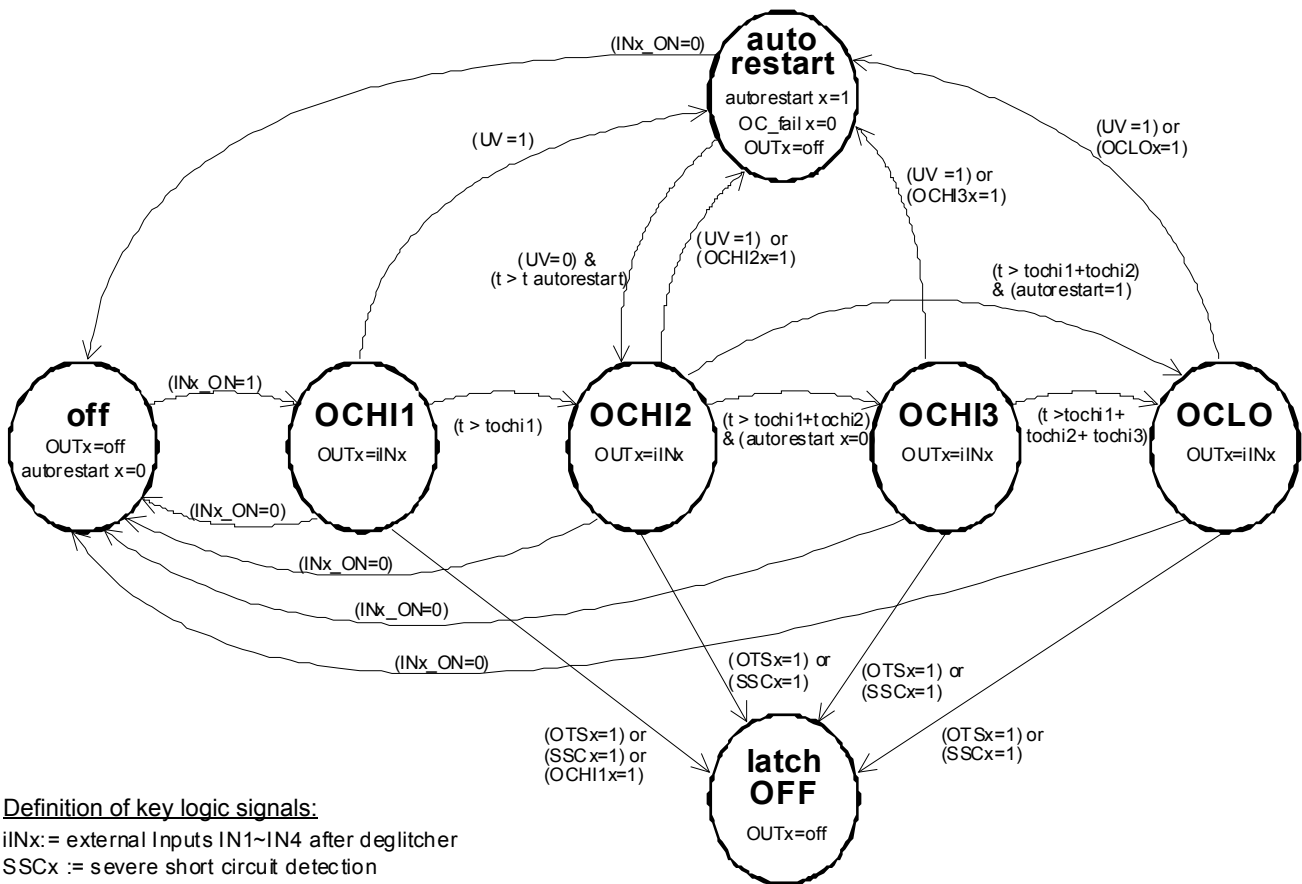 (INx_ON=0)
auto
restart
autorestart x=1
OC_fail x=0
OUTx=off
(UV=1)
(UV=1) or
(OCLOx=1)
(UV=1) or
(OCHI3x=1)
(UV=1) or
(OCHI2x=1)
(UV=0) &
(t > t autorestart)
(t > tochi1+tochi2)
& (autorestart=1)
off
OUTx=off
autorestart x=0
(INx_ON=1)
OCHI1
OUTx=iINx
(t > tochi1)
OCHI2
OUTx=iINx
(t > tochi1+tochi2)
& (autorestart x=0)
OCHI3
OUTx=iINx
(t >tochi1+
tochi2+ tochi3)
OCLO
OUTx=iINx
(INx_ON=0)
(INx_ON=0)
(INx_ON=0)
(INx_ON=0)
(OTSx=1) or
(SSCx=1) or
(OCHI1x=1)
(OTSx=1) or
(SSCx=1)
(OTSx=1) or
(SSCx=1)
(OTSx=1) or
(SSCx=1)
latch
OFF
OUTx=off
Definition of key logic signals:
iINx:= external Inputs IN1~IN4 after deglitcher
SSCx := severe short circuit detection